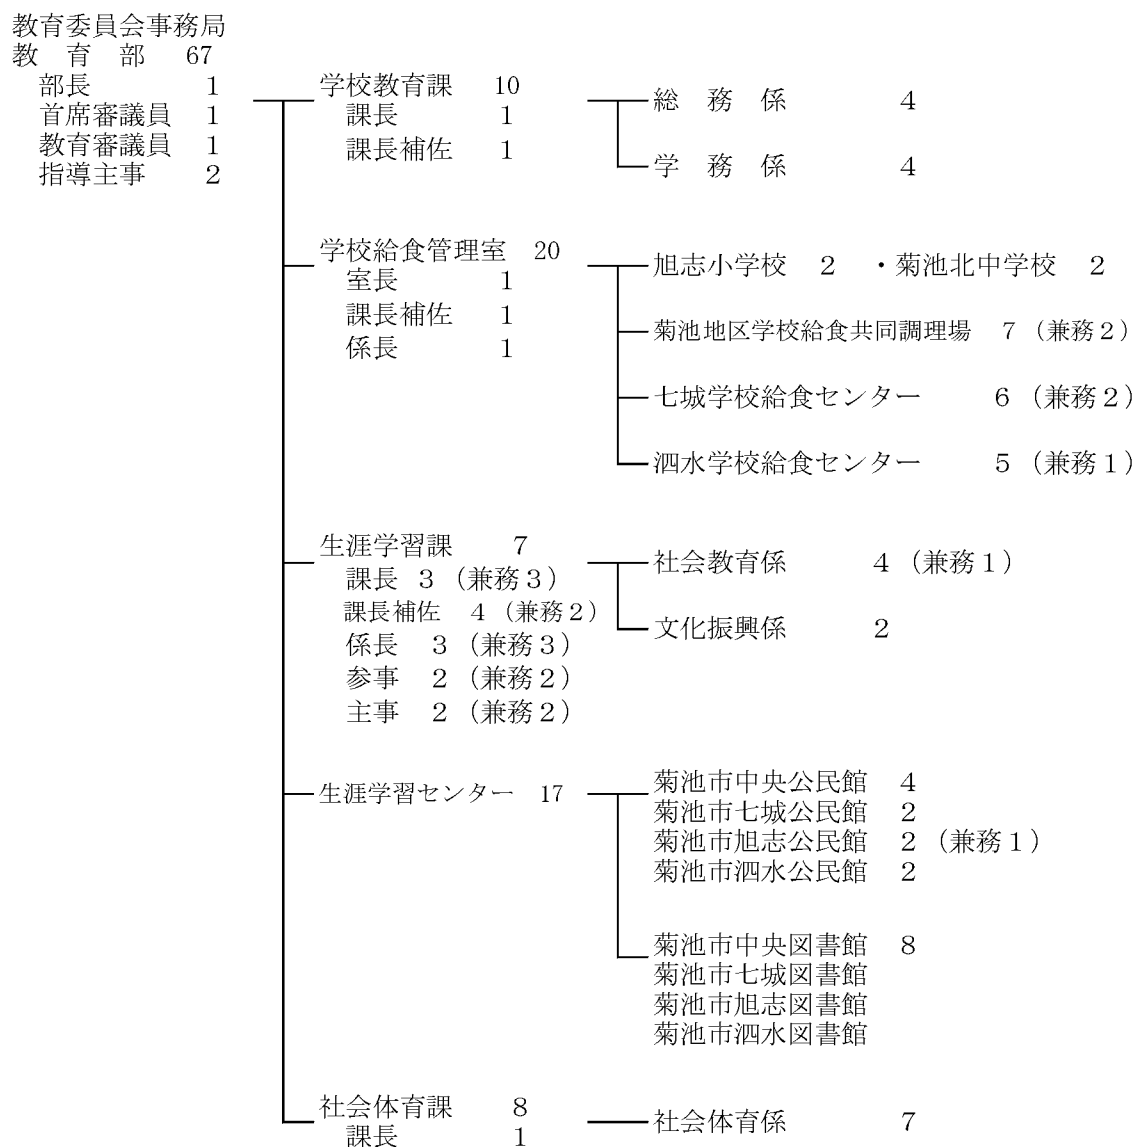 教育委員会事務局
教　育　部　67
部長　1
首席審議員　1
教育審議員　1
指導主事　2
学校教育課　10
課長　1
課長補佐　1
総　務　係　4
学　務　係　4
学校給食管理室　20
室長　1
課長補佐　1
係長　1
旭志小学校　2　・菊池北中学校　2
菊池地区学校給食共同調理場　7（兼務2）
七城学校給食センター　6（兼務2）
泗水学校給食センター　5（兼務1）
生涯学習課　7
課長　3（兼務3）
課長補佐　4（兼務2）
係長　3（兼務3）
参事　2（兼務2）
主事　2（兼務2）
社会教育係　4（兼務1）
文化振興係　2
生涯学習センター　17
菊池市中央公民館　4
菊池市七城公民館　2
菊池市旭志公民館　2（兼務1）
菊池市泗水公民館　2
菊池市中央図書館　8
菊池市七城図書館
菊池市旭志図書館
菊池市泗水図書館
社会体育課　8
課長　1
社会体育係　7